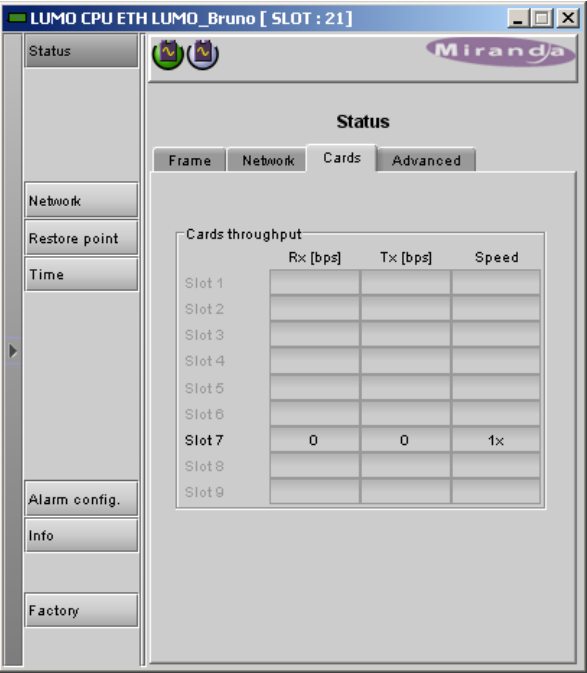 LUMO CPU ETH LUMO_Bruno [ SLOT : 21]
Status
Miranda
Status
Frame Network Cards Advanced
Network
Restore point
Time
Alarm config.
Info
Factory
Cards throughput
Rx [bps] Tx [bps] Speed
Slot 1
Slot 2
Slot 3
Slot 4
Slot 5
Slot 6
Slot 7 0 0 1x
Slot 8
Slot 9